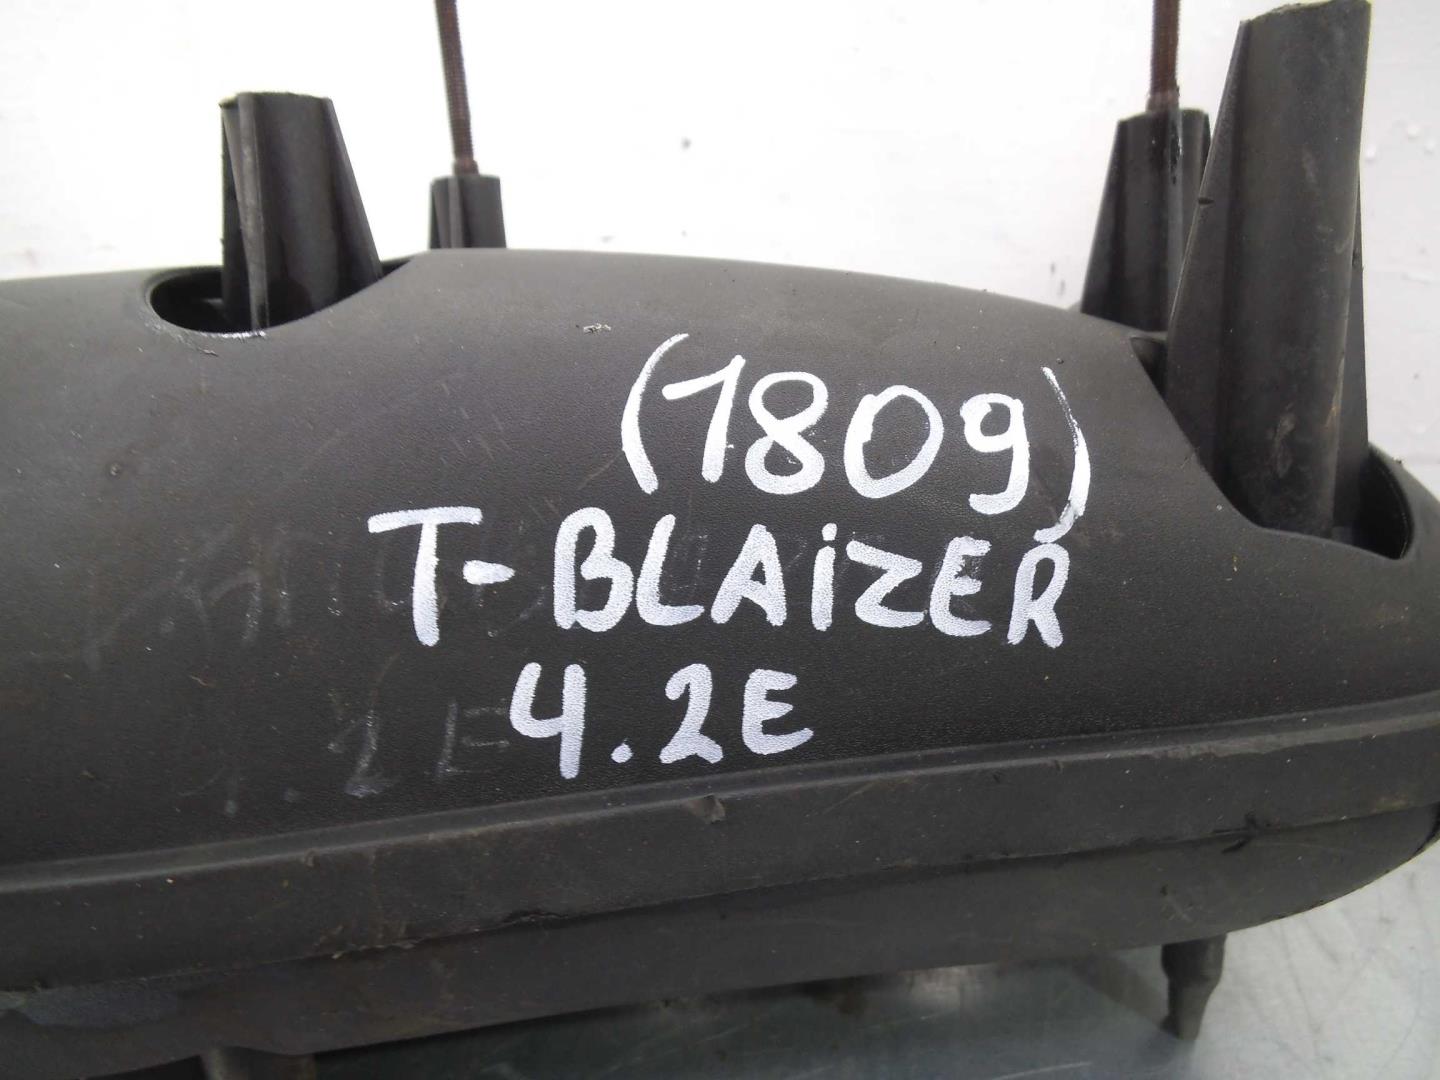 (1809)
T-BLAiZER
4.2E